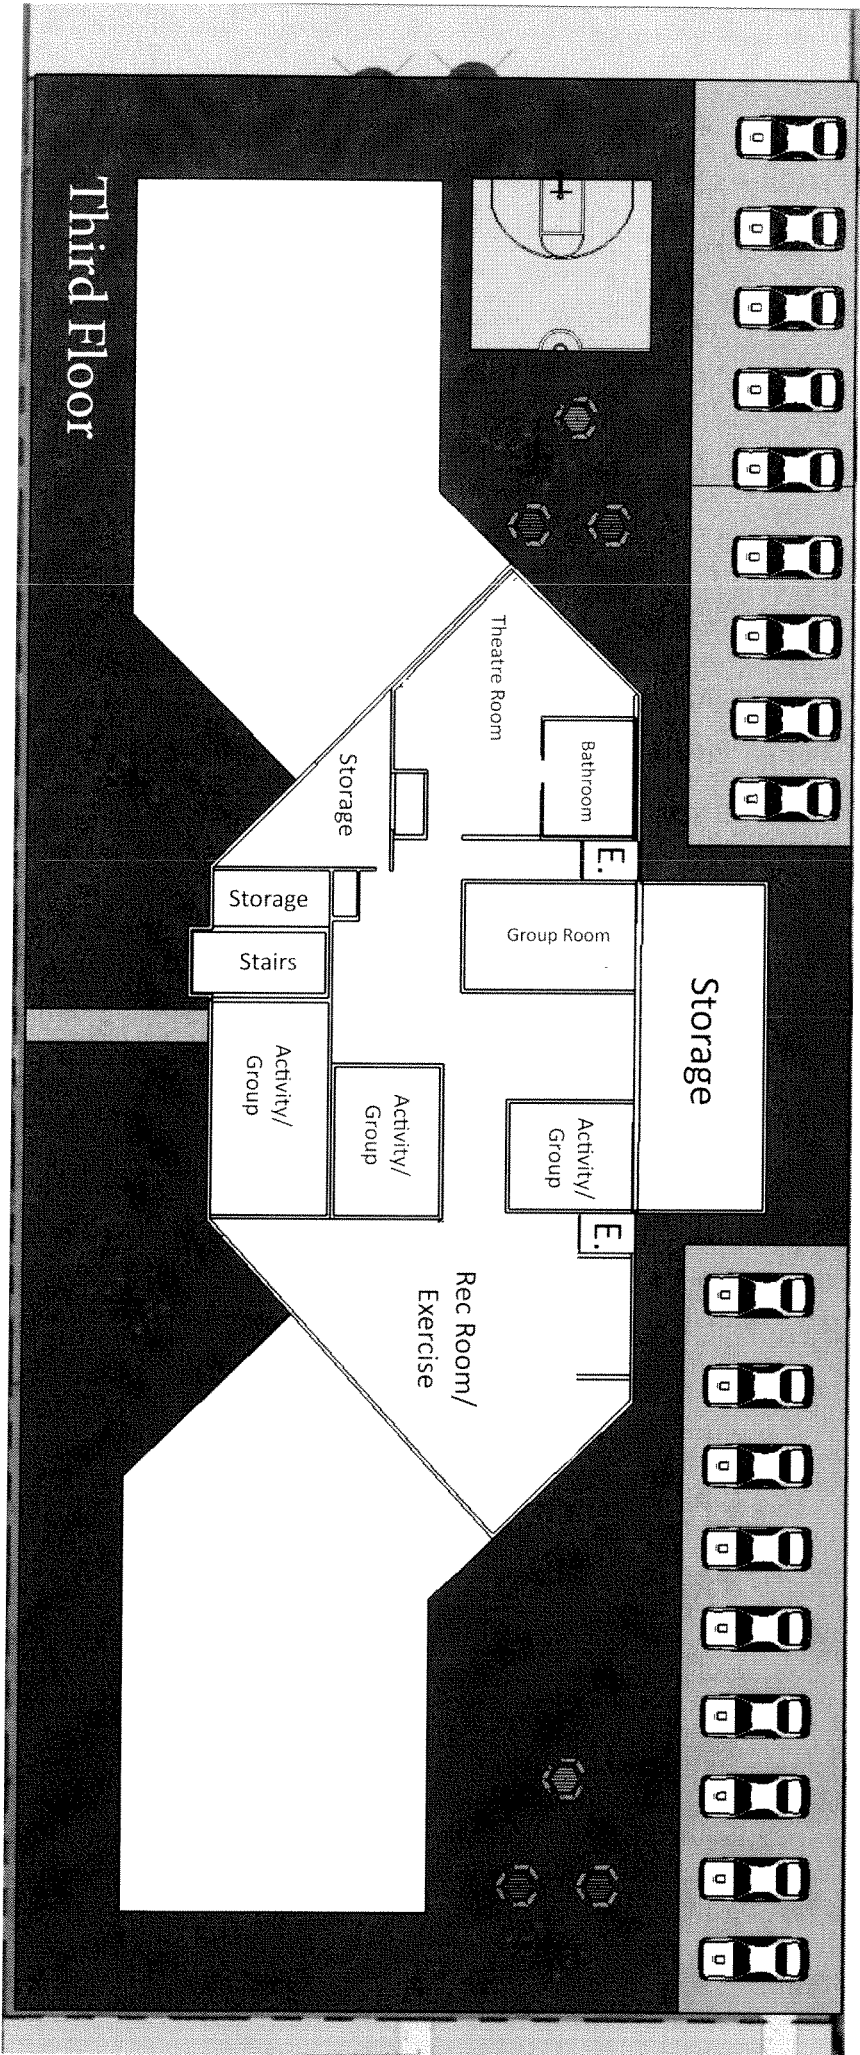 Third Floor
Theatre Room
Bathroom
Storage
E.
Storage
Group Room
Stairs
Storage
Activity/
Group
Activity/
Group
Activity/
Group
E.
Rec Room/
Exercise